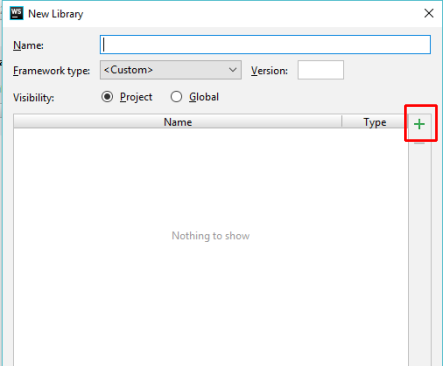 WS New Library
Name:
Framework type: <Custom> Version:
Visibility: Project Global
Name Type
Nothing to show